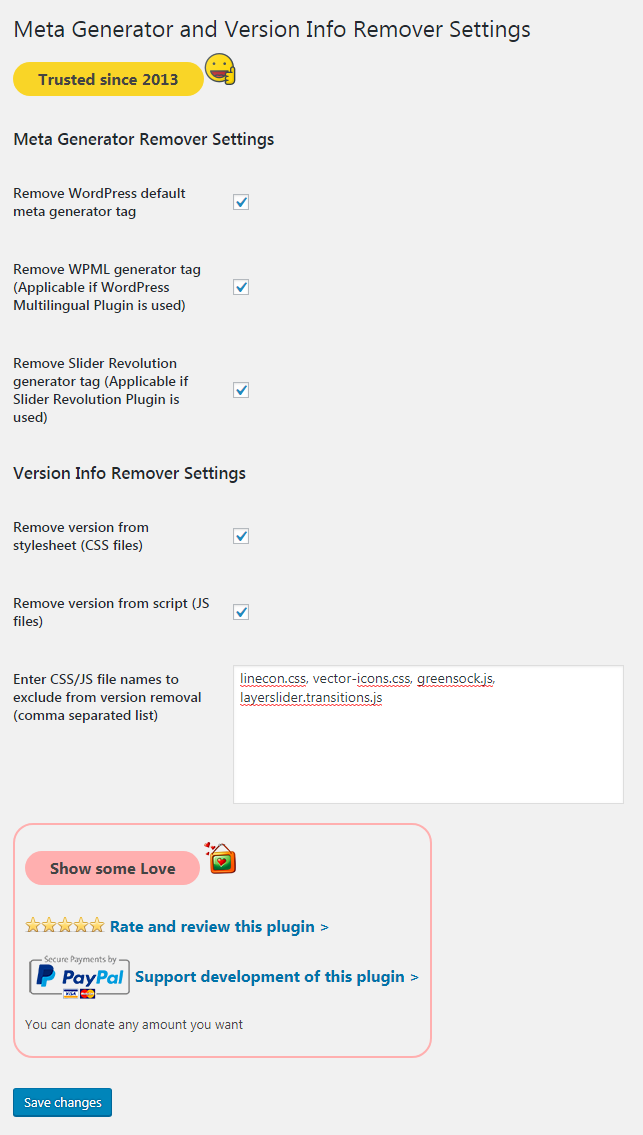 Meta Generator and Version Info Remover Settings
Trusted since 2013
Meta Generator Remover Settings
Remove WordPress default
meta generator tag
Remove WPML generator tag
(Applicable if WordPress
Multilingual Plugin is used)
Remove Slider Revolution
generator tag (Applicable if
Slider Revolution Plugin is
used)
Version Info Remover Settings
Remove version from
stylesheet (CSS files)
Remove version from script (JS
files)
Enter CSS/JS file names to
exclude from version removal
(comma separated list)
linecon.css, vector-icons.css, greensock.js,
layerslider.transitions.js
Show some Love
Rate and review this plugin >
Secure Payments by
PayPal
VISA MasterCard
Support development of this plugin >
You can donate any amount you want
Save changes